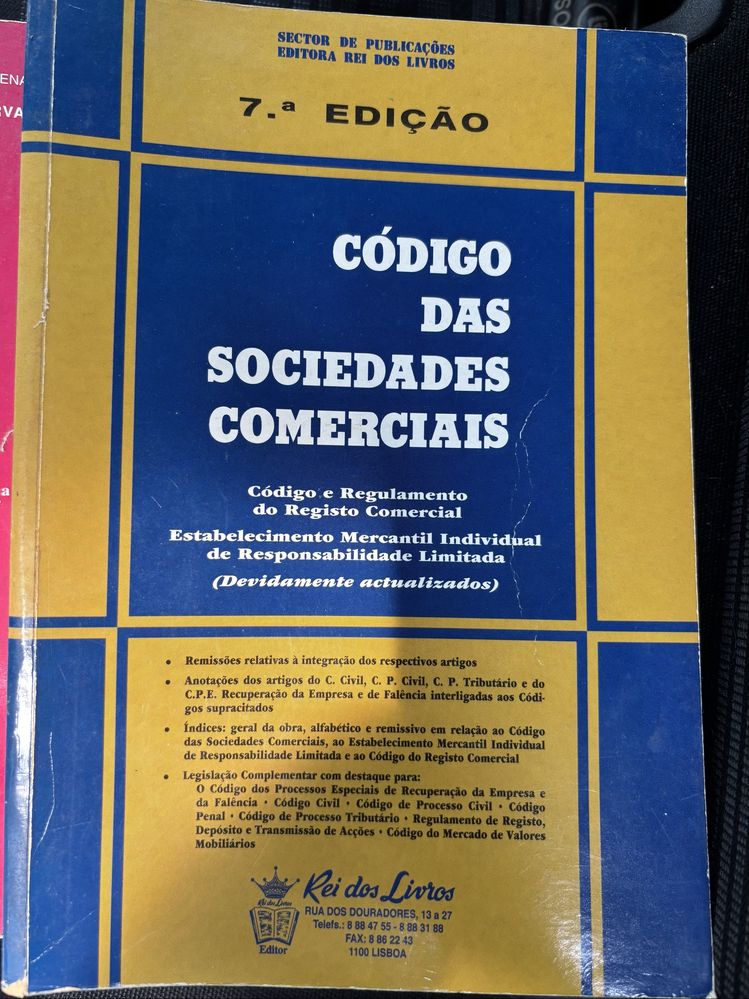 SECTOR DE PUBLICAÇÕES
EDITORA REI DOS LIVROS
7.ª EDIÇÃO
CÓDIGO
DAS
SOCIEDADES
COMERCIAIS
Código e Regulamento
do Registo Comercial
Estabelecimento Mercantil Individual
de Responsabilidade Limitada
(Devidamente actualizados)
• Remissões relativas à integração dos respectivos artigos
• Anotações dos artigos do C. Civil, C. P. Civil, C. P. Tributário e do
C.P.E. Recuperação da Empresa e de Falência interligadas aos Códi-
gos supracitados
• Índices: geral da obra, alfabético e remissivo em relação ao Código
das Sociedades Comerciais, ao Estabelecimento Mercantil Individual
de Responsabilidade Limitada e ao Código do Registo Comercial
• Legislação Complementar com destaque para:
O Código dos Processos Especiais de Recuperação da Empresa e
da Falência · Código Civil · Código de Processo Civil · Código
Penal · Código de Processo Tributário · Regulamento de Registo,
Depósito e Transmissão de Acções · Código do Mercado de Valores
Mobiliários
Rei dos Livros
Editor
Rei dos Livros
RUA DOS DOURADORES, 13 a 27
Telefs.: 8 88 47 55 - 8 88 31 88
FAX: 8 86 22 43
1100 LISBOA